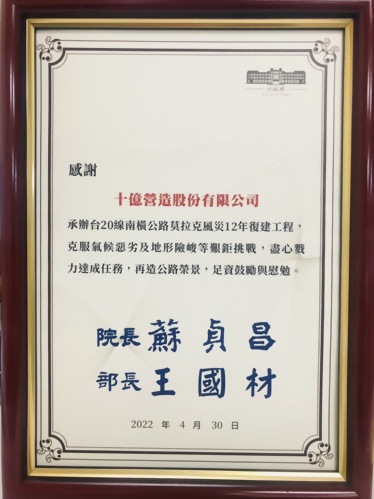 行政院
感謝
十億營造股份有限公司
承辦台20線南橫公路莫拉克風災12年復建工程，
克服氣候惡劣及地形險峻等艱鉅挑戰，盡心戮
力達成任務，再造公路榮景，足資鼓勵與慰勉。
院長 蘇貞昌
部長 王國材
2022 年 4 月 30 日